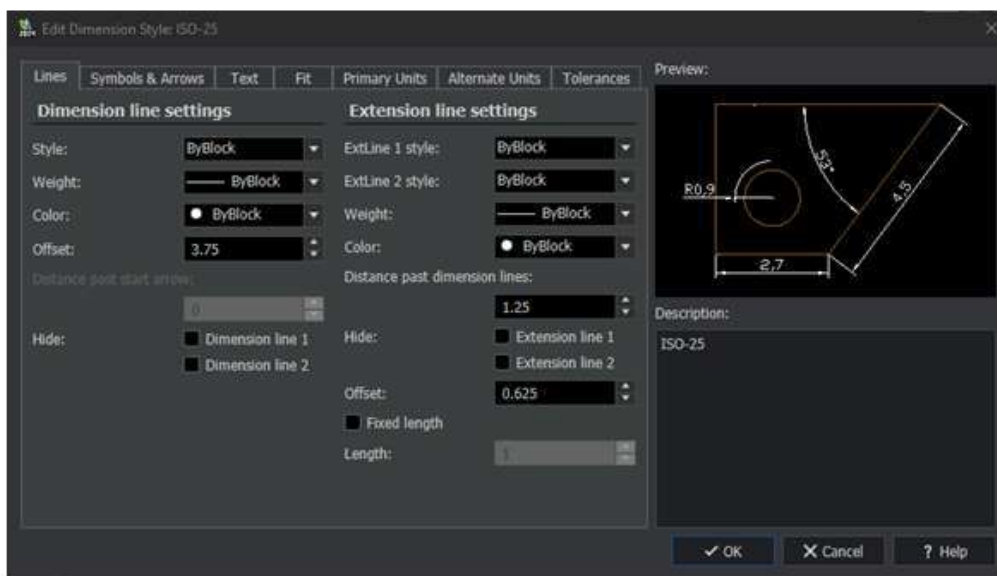 Edit Dimension Style: ISO-25
Lines
Symbols & Arrows
Text
Fit
Primary Units
Alternate Units
Tolerances
Dimension line settings
Style:
ByBlock
Weight:
ByBlock
Color:
ByBlock
Offset:
3.75
Distance past start arrow:
0
Hide:
Dimension line 1
Dimension line 2
Extension line settings
ExtLine 1 style:
ByBlock
ExtLine 2 style:
ByBlock
Weight:
ByBlock
Color:
ByBlock
Distance past dimension lines:
1.25
Hide:
Extension line 1
Extension line 2
Offset:
0.625
Fixed length
Length:
1
Preview:
R0,9
53°
4,5
2,7
Description:
ISO-25
OK
Cancel
? Help